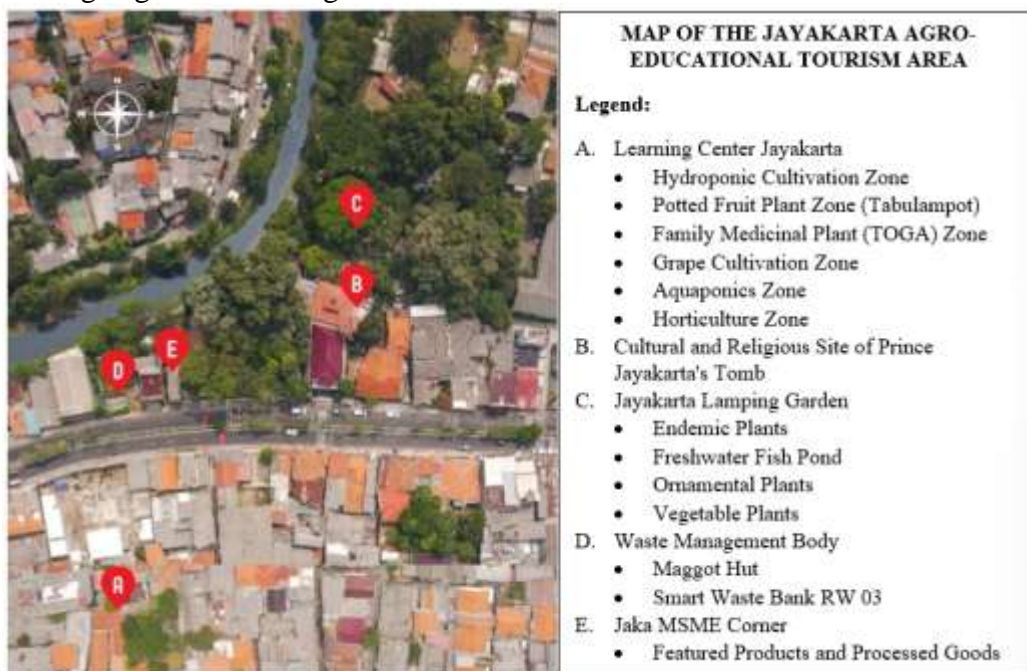 C
B
E
D
A
MAP OF THE JAYAKARTA AGRO-
EDUCATIONAL TOURISM AREA
Legend:
A. Learning Center Jayakarta
• Hydroponic Cultivation Zone
• Potted Fruit Plant Zone (Tabulampot)
• Family Medicinal Plant (TOGA) Zone
• Grape Cultivation Zone
• Aquaponics Zone
• Horticulture Zone
B. Cultural and Religious Site of Prince
Jayakarta's Tomb
C. Jayakarta Lamping Garden
• Endemic Plants
• Freshwater Fish Pond
• Ornamental Plants
• Vegetable Plants
D. Waste Management Body
• Maggot Hut
• Smart Waste Bank RW 03
E. Jaka MSME Corner
• Featured Products and Processed Goods